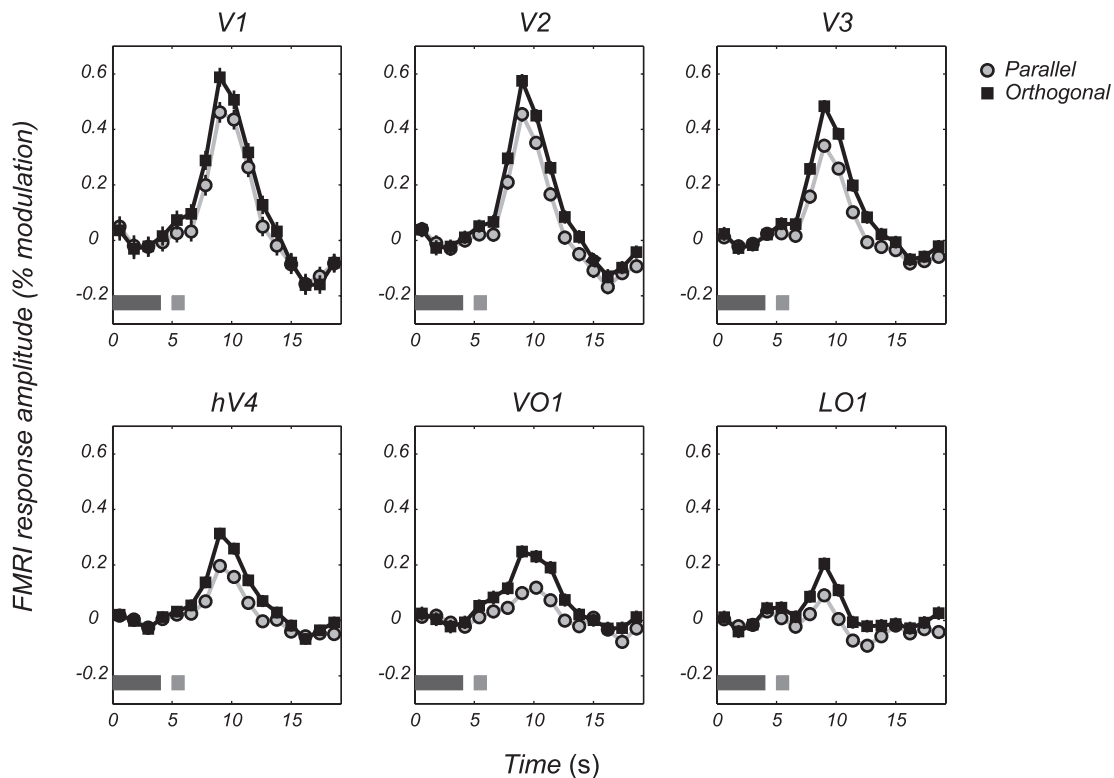 V1 V2 V3
Parallel
Orthogonal
0.6 0.6 0.6
0.4 0.4 0.4
0.2 0.2 0.2
0 0 0
-0.2 -0.2 -0.2
0 5 10 15 0 5 10 15 0 5 10 15
FMRI response amplitude (% modulation)
hV4 VO1 LO1
0.6 0.6 0.6
0.4 0.4 0.4
0.2 0.2 0.2
0 0 0
-0.2 -0.2 -0.2
0 5 10 15 0 5 10 15 0 5 10 15
Time (s)